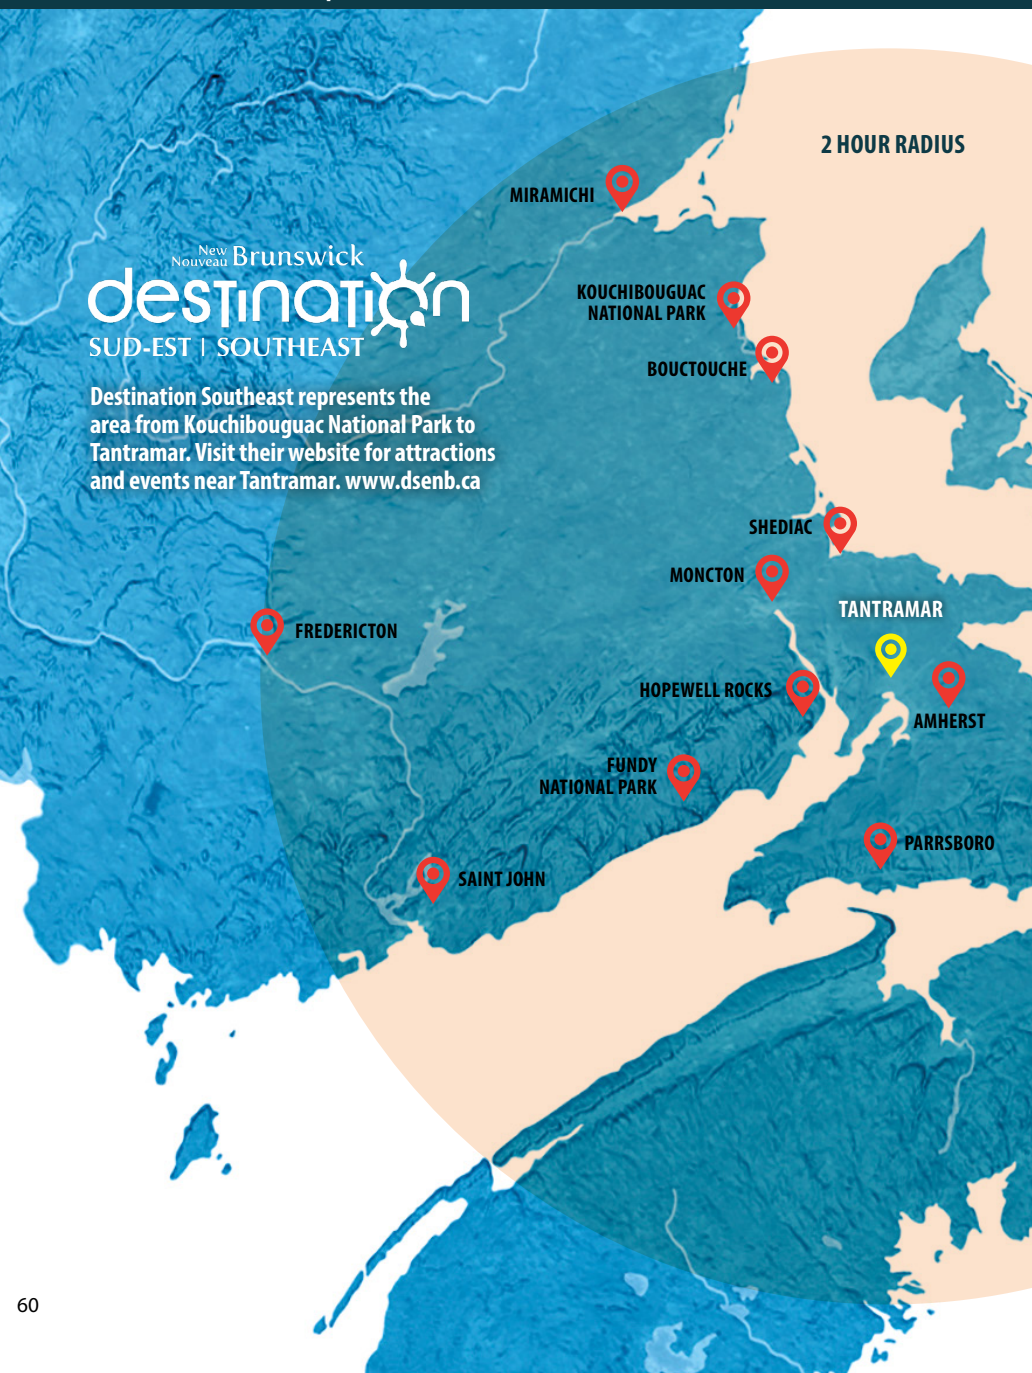 2 HOUR RADIUS
MIRAMICHI
New
Nouveau Brunswick
destination
SUD-EST | SOUTHEAST
KOUCHIBOUGUAC
NATIONAL PARK
BOUCTOUCHE
Destination Southeast represents the
area from Kouchibouguac National Park to
Tantramar. Visit their website for attractions
and events near Tantramar. www.dsenb.ca
SHEDIAC
MONCTON
TANTRAMAR
FREDERICTON
HOPEWELL ROCKS
AMHERST
FUNDY
NATIONAL PARK
PARRSBORO
SAINT JOHN
60